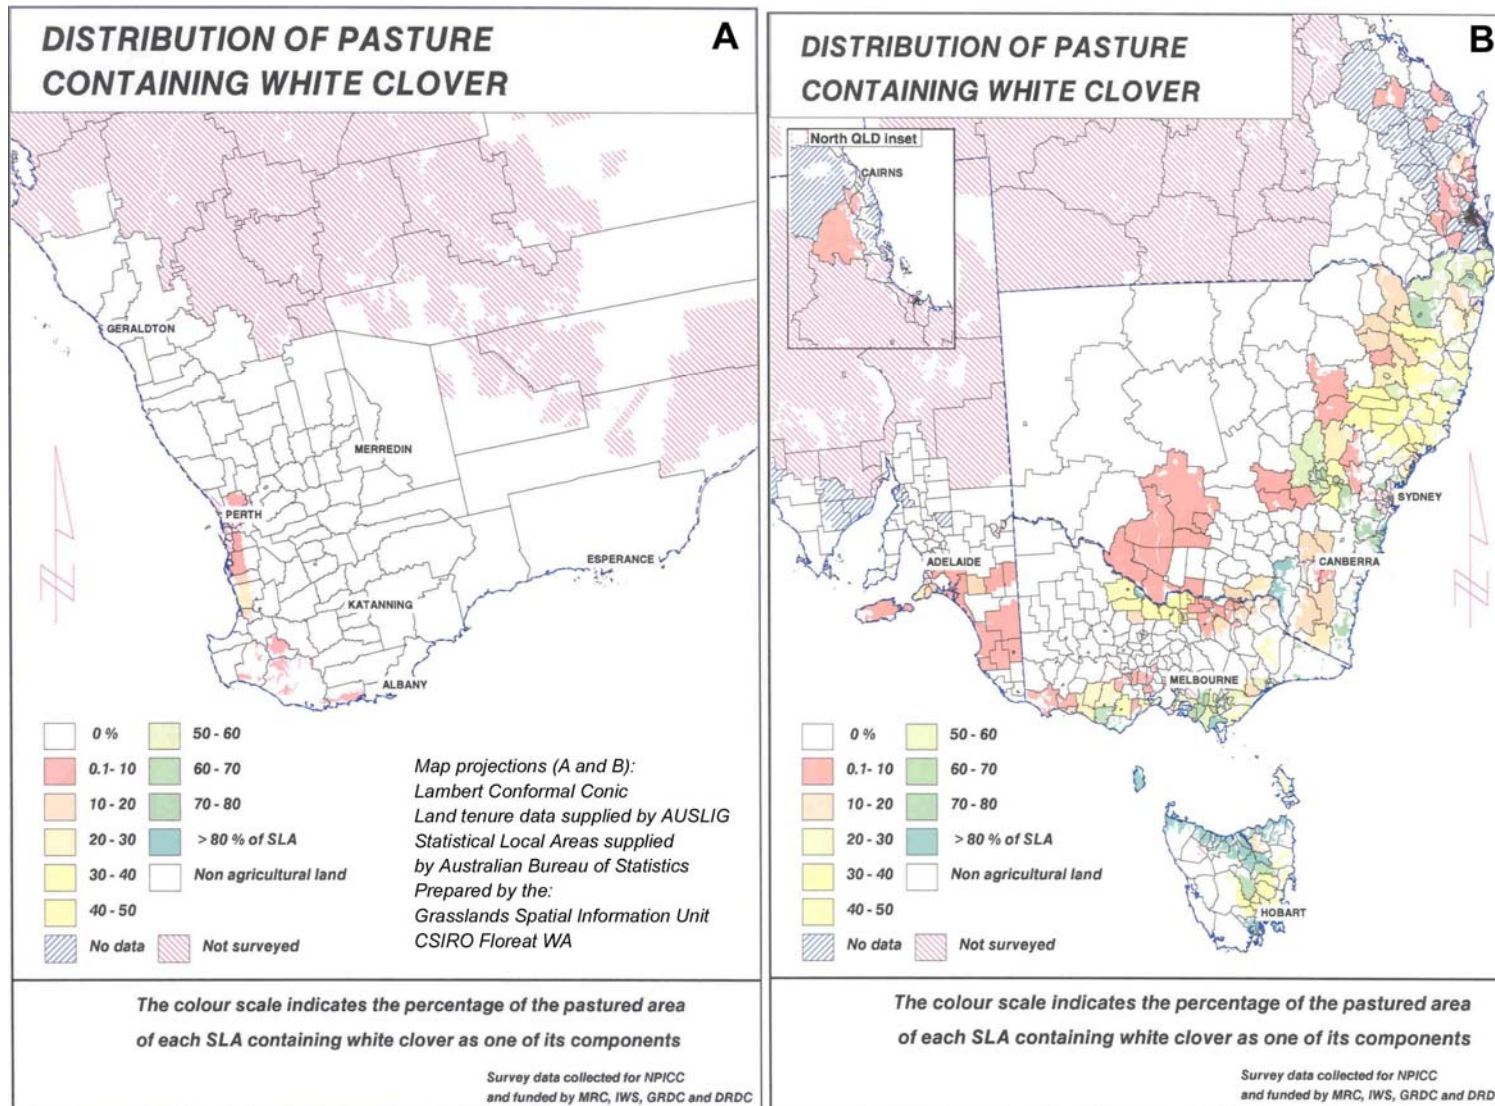 DISTRIBUTION OF PASTURE
CONTAINING WHITE CLOVER
A
GERALDTON
MERREDIN
PERTH
ESPERANCE
KATANNING
ALBANY
0 %
50 - 60
0.1- 10
60 - 70
10 - 20
70 - 80
20 - 30
> 80 % of SLA
30 - 40
Non agricultural land
40 - 50
No data
Not surveyed
Map projections (A and B):
Lambert Conformal Conic
Land tenure data supplied by AUSLIG
Statistical Local Areas supplied
by Australian Bureau of Statistics
Prepared by the:
Grasslands Spatial Information Unit
CSIRO Floreat WA
The colour scale indicates the percentage of the pastured area
of each SLA containing white clover as one of its components
Survey data collected for NPICC
and funded by MRC, IWS, GRDC and DRDC
DISTRIBUTION OF PASTURE
CONTAINING WHITE CLOVER
B
North QLD inset
CAIRNS
SYDNEY
ADELAIDE
CANBERRA
MELBOURNE
HOBART
0 %
50 - 60
0.1- 10
60 - 70
10 - 20
70 - 80
20 - 30
> 80 % of SLA
30 - 40
Non agricultural land
40 - 50
No data
Not surveyed
The colour scale indicates the percentage of the pastured area
of each SLA containing white clover as one of its components
Survey data collected for NPICC
and funded by MRC, IWS, GRDC and DRD